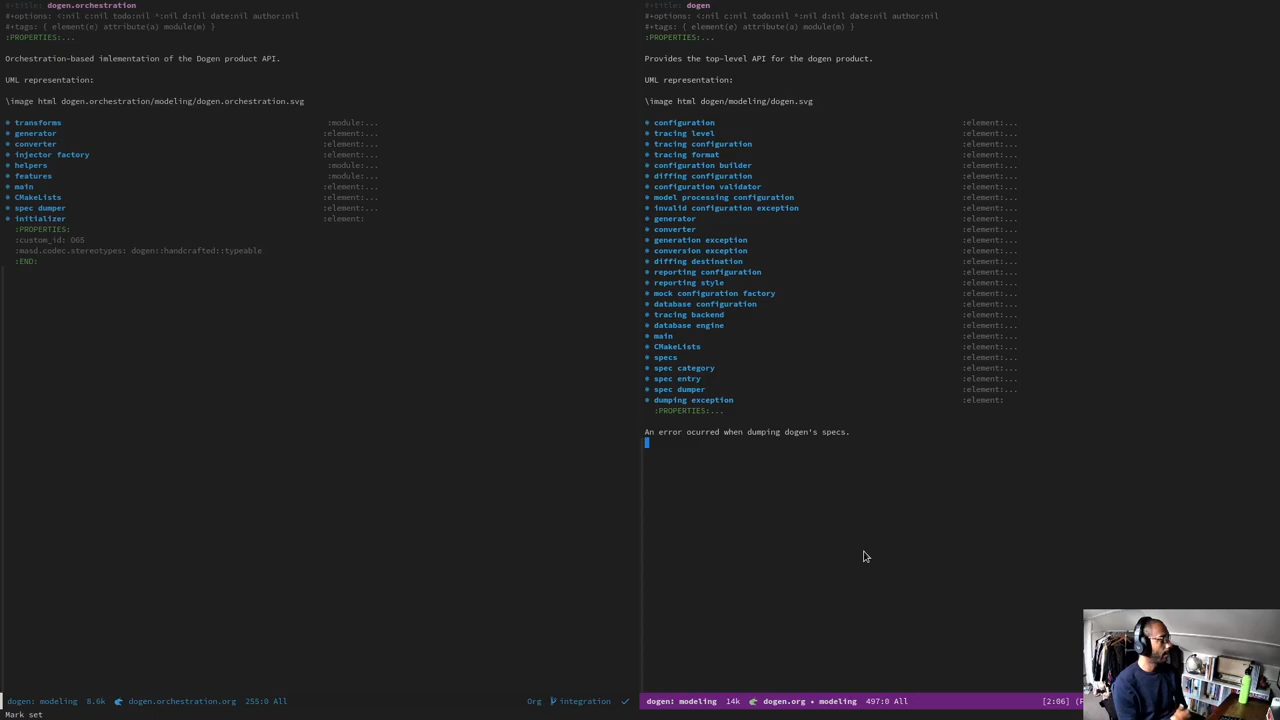 #+title: dogen.orchestration
#+options: <:nil c:nil todo:nil ^:nil d:nil date:nil author:nil
#+tags: { element(e) attribute(a) module(m) }
:PROPERTIES:...
Orchestration-based imlementation of the Dogen product API.
UML representation:
\image html dogen.orchestration/modeling/dogen.orchestration.svg
* transforms :module:...
* generator :element:...
* converter :element:...
* injector factory :element:...
* helpers :module:...
* features :module:...
* main :element:...
* CMakeLists :element:...
* spec dumper :element:...
* initializer :element:
:PROPERTIES:
:custom_id: O65
:masd.codec.stereotypes: dogen::handcrafted::typeable
:END:
dogen: modeling 8.6k dogen.orchestration.org 255:0 All Org integration
Mark set
#+title: dogen
#+options: <:nil c:nil todo:nil ^:nil d:nil date:nil author:nil
#+tags: { element(e) attribute(a) module(m) }
:PROPERTIES:...
Provides the top-level API for the dogen product.
UML representation:
\image html dogen/modeling/dogen.svg
* configuration :element:...
* tracing level :element:...
* tracing configuration :element:...
* tracing format :element:...
* configuration builder :element:...
* diffing configuration :element:...
* configuration validator :element:...
* model processing configuration :element:...
* invalid configuration exception :element:...
* generator :element:...
* converter :element:...
* generation exception :element:...
* conversion exception :element:...
* diffing destination :element:...
* reporting configuration :element:...
* reporting style :element:...
* mock configuration factory :element:...
* database configuration :element:...
* tracing backend :element:...
* database engine :element:...
* main :element:...
* CMakeLists :element:...
* specs :element:...
* spec category :element:...
* spec entry :element:...
* spec dumper :element:...
* dumping exception :element:
:PROPERTIES:...
An error ocurred when dumping dogen's specs.
dogen: modeling 14k dogen.org • modeling 497:0 All [2:06]